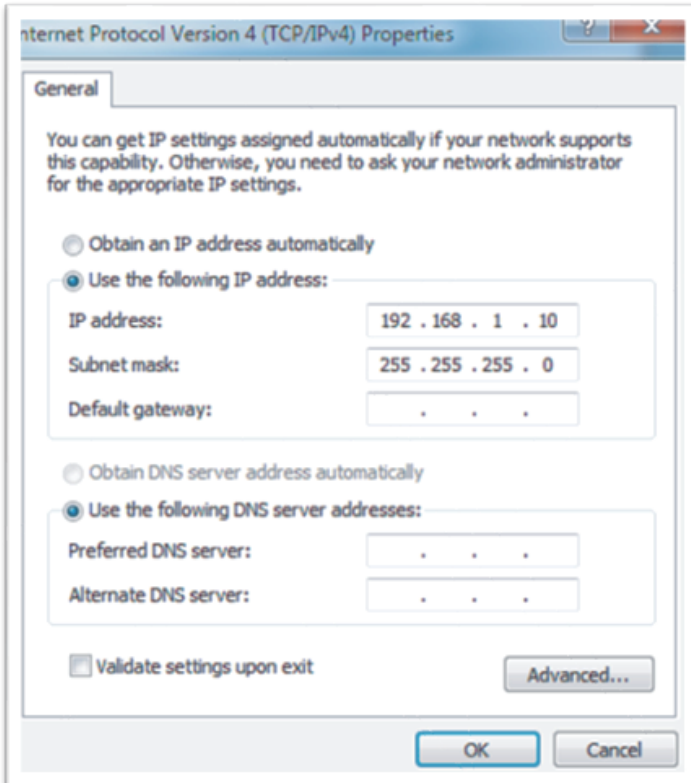 nternet Protocol Version 4 (TCP/IPv4) Properties
General
You can get IP settings assigned automatically if your network supports
this capability. Otherwise, you need to ask your network administrator
for the appropriate IP settings.
Obtain an IP address automatically
Use the following IP address:
IP address: 192 . 168 . 1 . 10
Subnet mask: 255 . 255 . 255 . 0
Default gateway: . . .
Obtain DNS server address automatically
Use the following DNS server addresses:
Preferred DNS server: . . .
Alternate DNS server: . . .
Validate settings upon exit
Advanced...
OK Cancel